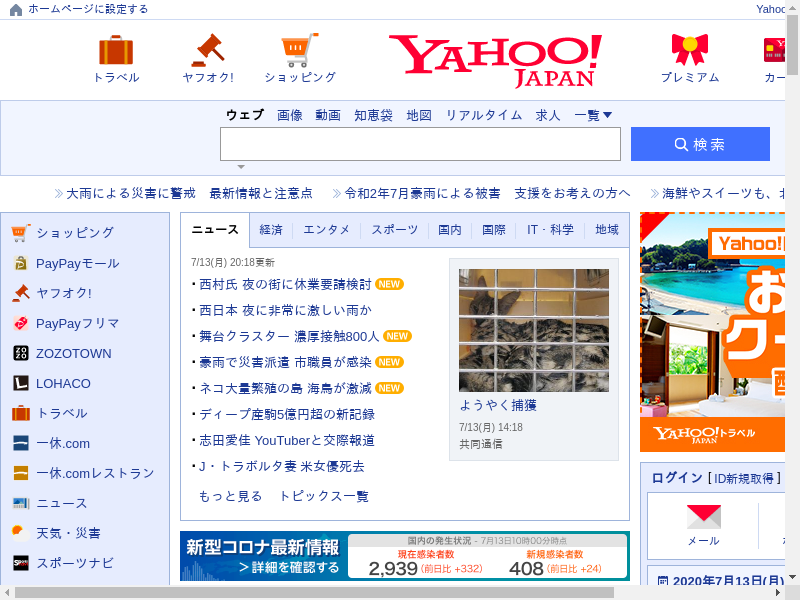 ホームページに設定する
Yahoo
トラベル
ヤフオク!
ショッピング
YAHOO!
JAPAN
プレミアム
カー
ウェブ 画像 動画 知恵袋 地図 リアルタイム 求人 一覧▼
検索
大雨による災害に警戒 最新情報と注意点
令和2年7月豪雨による被害 支援をお考えの方へ
海鮮やスイーツも、北
ショッピング
PayPayモール
ヤフオク!
PayPayフリマ
ZOZOTOWN
LOHACO
トラベル
一休.com
一休.comレストラン
ニュース
天気・災害
スポーツナビ
ニュース 経済 エンタメ スポーツ 国内 国際 IT・科学 地域
7/13(月) 20:18更新
西村氏 夜の街に休業要請検討 NEW
西日本 夜に非常に激しい雨か
舞台クラスター 濃厚接触800人 NEW
豪雨で災害派遣 市職員が感染 NEW
ネコ大量繁殖の島 海鳥が激減 NEW
ディープ産駒5億円超の新記録
志田愛佳 YouTuberと交際報道
J・トラボルタ妻 米女優死去
もっと見る トピックス一覧
ようやく捕獲
7/13(月) 14:18
共同通信
新型コロナ最新情報
＞詳細を確認する
国内の発生状況 - 7月13日10時00分時点
現在感染者数
2,939 (前日比 +332)
新規感染者数
408 (前日比 +24)
Yahoo!
お
クー
YAHOO! JAPAN トラベル
ログイン [ ID新規取得 ]
メール
2020年7月13日(月)